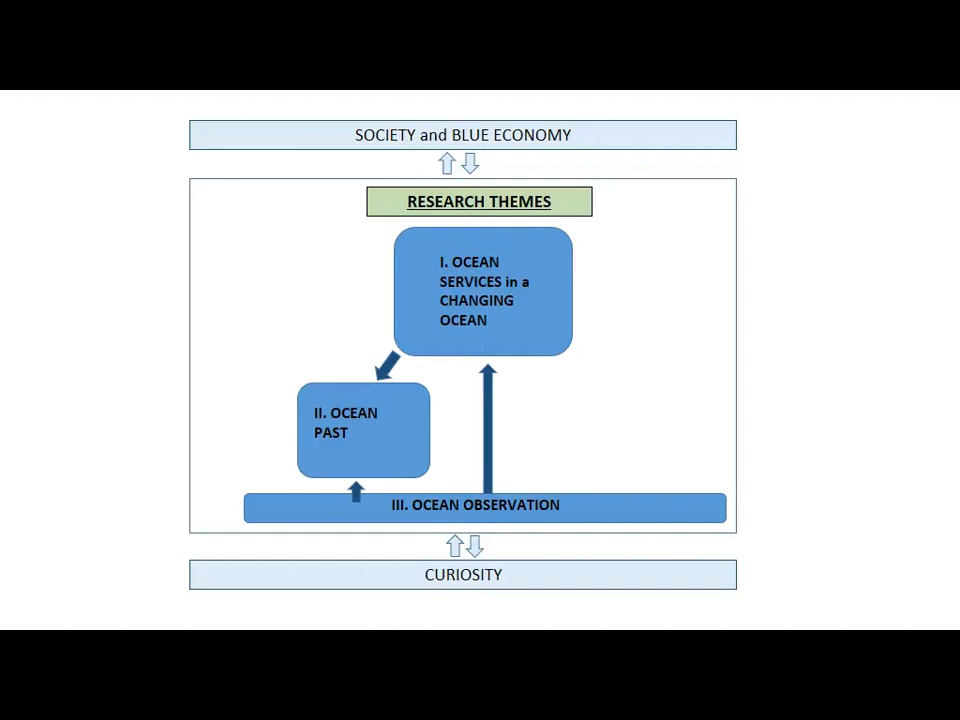 SOCIETY and BLUE ECONOMY
RESEARCH THEMES
I. OCEAN
SERVICES in a
CHANGING
OCEAN
II. OCEAN
PAST
III. OCEAN OBSERVATION
CURIOSITY